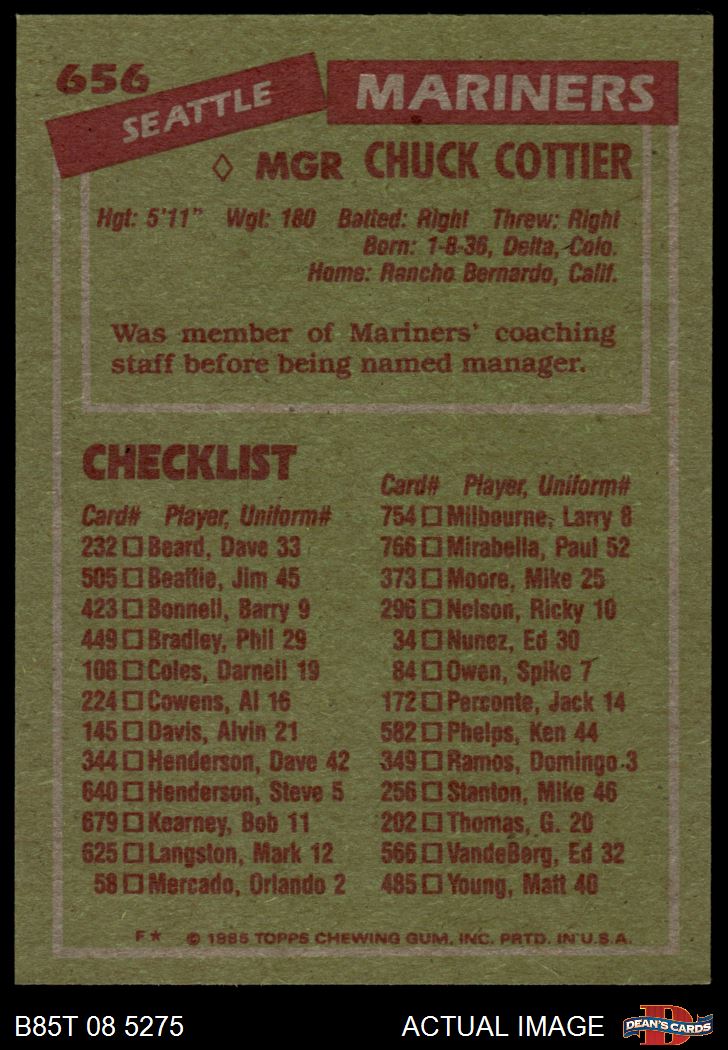 656
SEATTLE MARINERS
◊ MGR CHUCK COTTIER
Hgt: 5'11" Wgt: 180 Batted: Right Threw: Right
Born: 1-8-36, Delta, Colo.
Home: Rancho Bernardo, Calif.
Was member of Mariners' coaching
staff before being named manager.
CHECKLIST
Card# Player, Uniform#
232 ☐ Beard, Dave 33
505 ☐ Beattie, Jim 45
423 ☐ Bonnell, Barry 9
449 ☐ Bradley, Phil 29
108 ☐ Coles, Darnell 19
224 ☐ Cowens, Al 16
145 ☐ Davis, Alvin 21
344 ☐ Henderson, Dave 42
640 ☐ Henderson, Steve 5
679 ☐ Kearney, Bob 11
625 ☐ Langston, Mark 12
58 ☐ Mercado, Orlando 2
Card# Player, Uniform#
754 ☐ Milbourne, Larry 8
766 ☐ Mirabella, Paul 52
373 ☐ Moore, Mike 25
296 ☐ Nelson, Ricky 10
34 ☐ Nunez, Ed 30
84 ☐ Owen, Spike 7
172 ☐ Perconte, Jack 14
582 ☐ Phelps, Ken 44
349 ☐ Ramos, Domingo 3
256 ☐ Stanton, Mike 46
202 ☐ Thomas, G. 20
566 ☐ VandeBerg, Ed 32
485 ☐ Young, Matt 40
F★ © 1985 TOPPS CHEWING GUM, INC. PRTD. IN U.S.A.
B85T 08 5275 ACTUAL IMAGE
D
DEAN'S CARDS